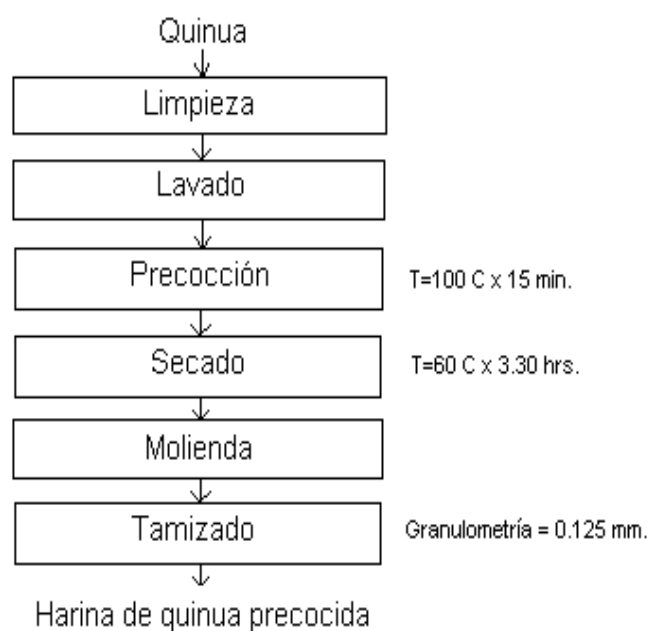 Quinua
Limpieza
Lavado
Precocción
T=100 C x 15 min.
Secado
T=60 C x 3.30 hrs.
Molienda
Tamizado
Granulometría = 0.125 mm.
Harina de quinua precocida